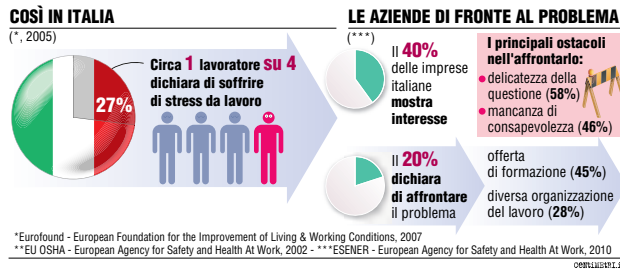 COSÌ IN ITALIA
(*, 2005)
27%
Circa 1 lavoratore su 4
dichiara di soffrire
di stress da lavoro
LE AZIENDE DI FRONTE AL PROBLEMA
(***)
Il 40%
delle imprese
italiane
mostra
interesse
I principali ostacoli
nell'affrontarlo:
delicatezza della
questione (58%)
mancanza di
consapevolezza (46%)
Il 20%
dichiara
di affrontare
il problema
offerta
di formazione (45%)
diversa organizzazione
del lavoro (28%)
*Eurofound - European Foundation for the Improvement of Living & Working Conditions, 2007
**EU OSHA - European Agency for Safety and Health At Work, 2002 - ***ESENER - European Agency for Safety and Health At Work, 2010